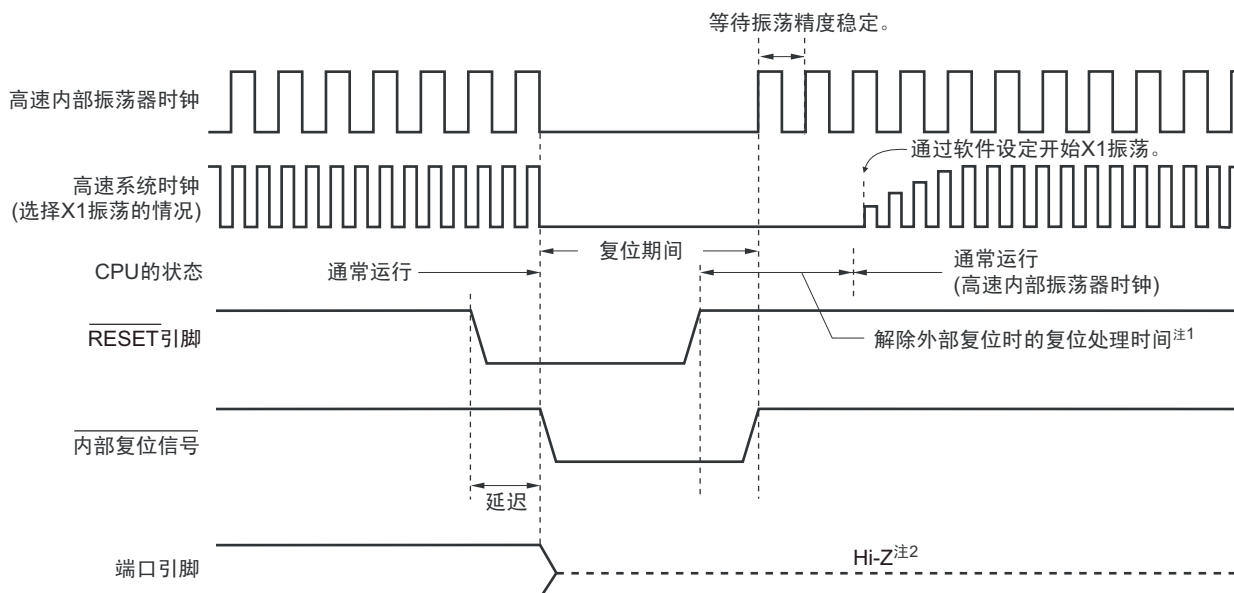 等待振荡精度稳定。
高速内部振荡器时钟
通过软件设定开始X1振荡。
高速系统时钟
(选择X1振荡的情况)
复位期间
CPU的状态
通常运行
通常运行
(高速内部振荡器时钟)
RESET引脚
解除外部复位时的复位处理时间注1
内部复位信号
延迟
端口引脚
Hi-Z注2